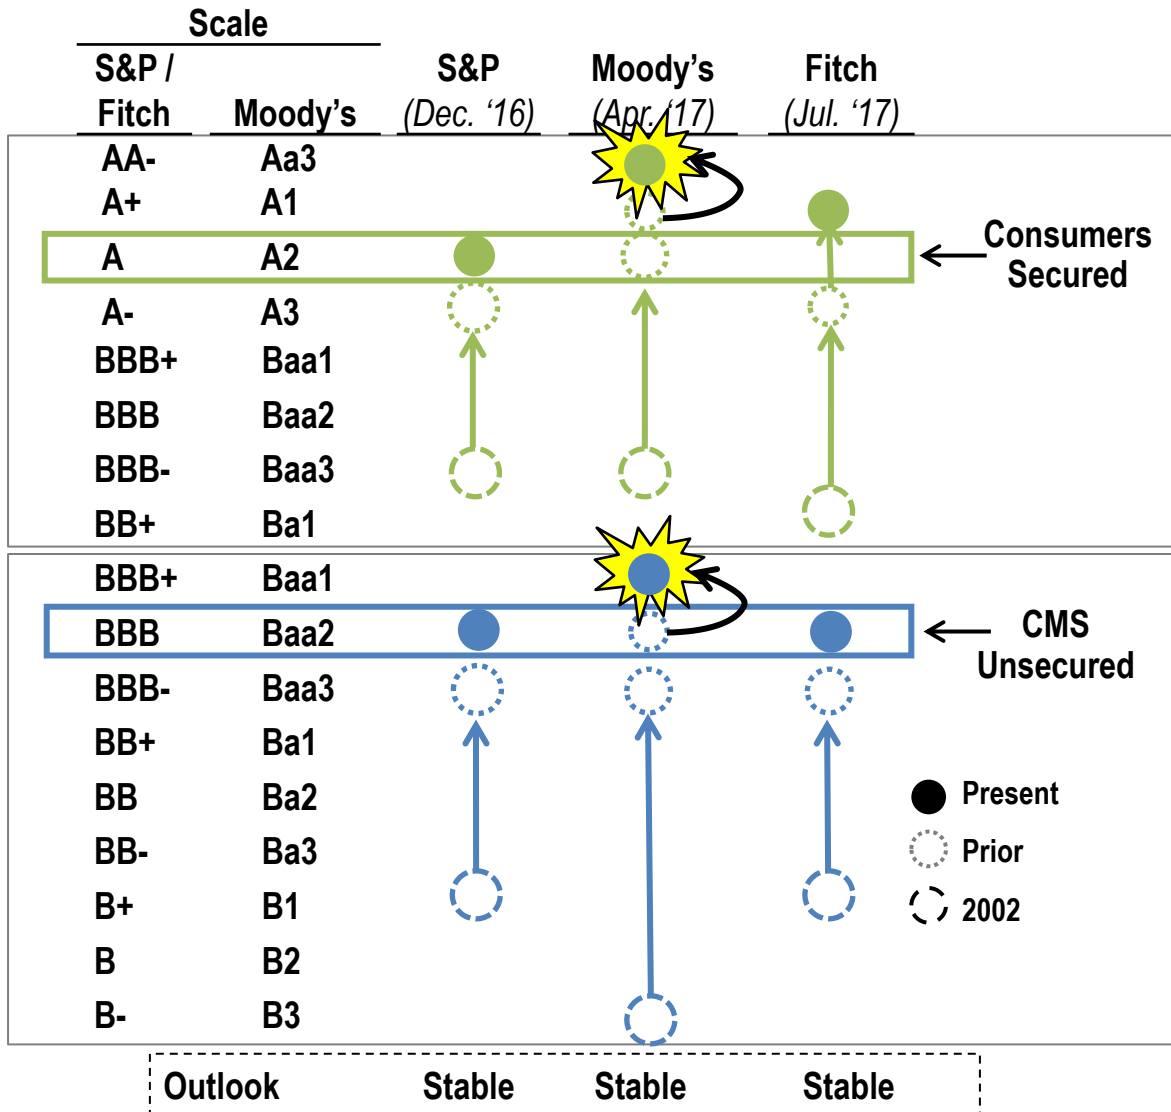 Scale
S&P / Fitch Moody's S&P (Dec. ‘16) Moody’s (Apr. ‘17) Fitch (Jul. ‘17)
AA- Aa3
A+ A1
A A2
Consumers Secured
A- A3
BBB+ Baa1
BBB Baa2
BBB- Baa3
BB+ Ba1
BBB+ Baa1
BBB Baa2
CMS Unsecured
BBB- Baa3
BB+ Ba1
BB Ba2
BB- Ba3
B+ B1
B B2
B- B3
Present
Prior
2002
Outlook Stable Stable Stable